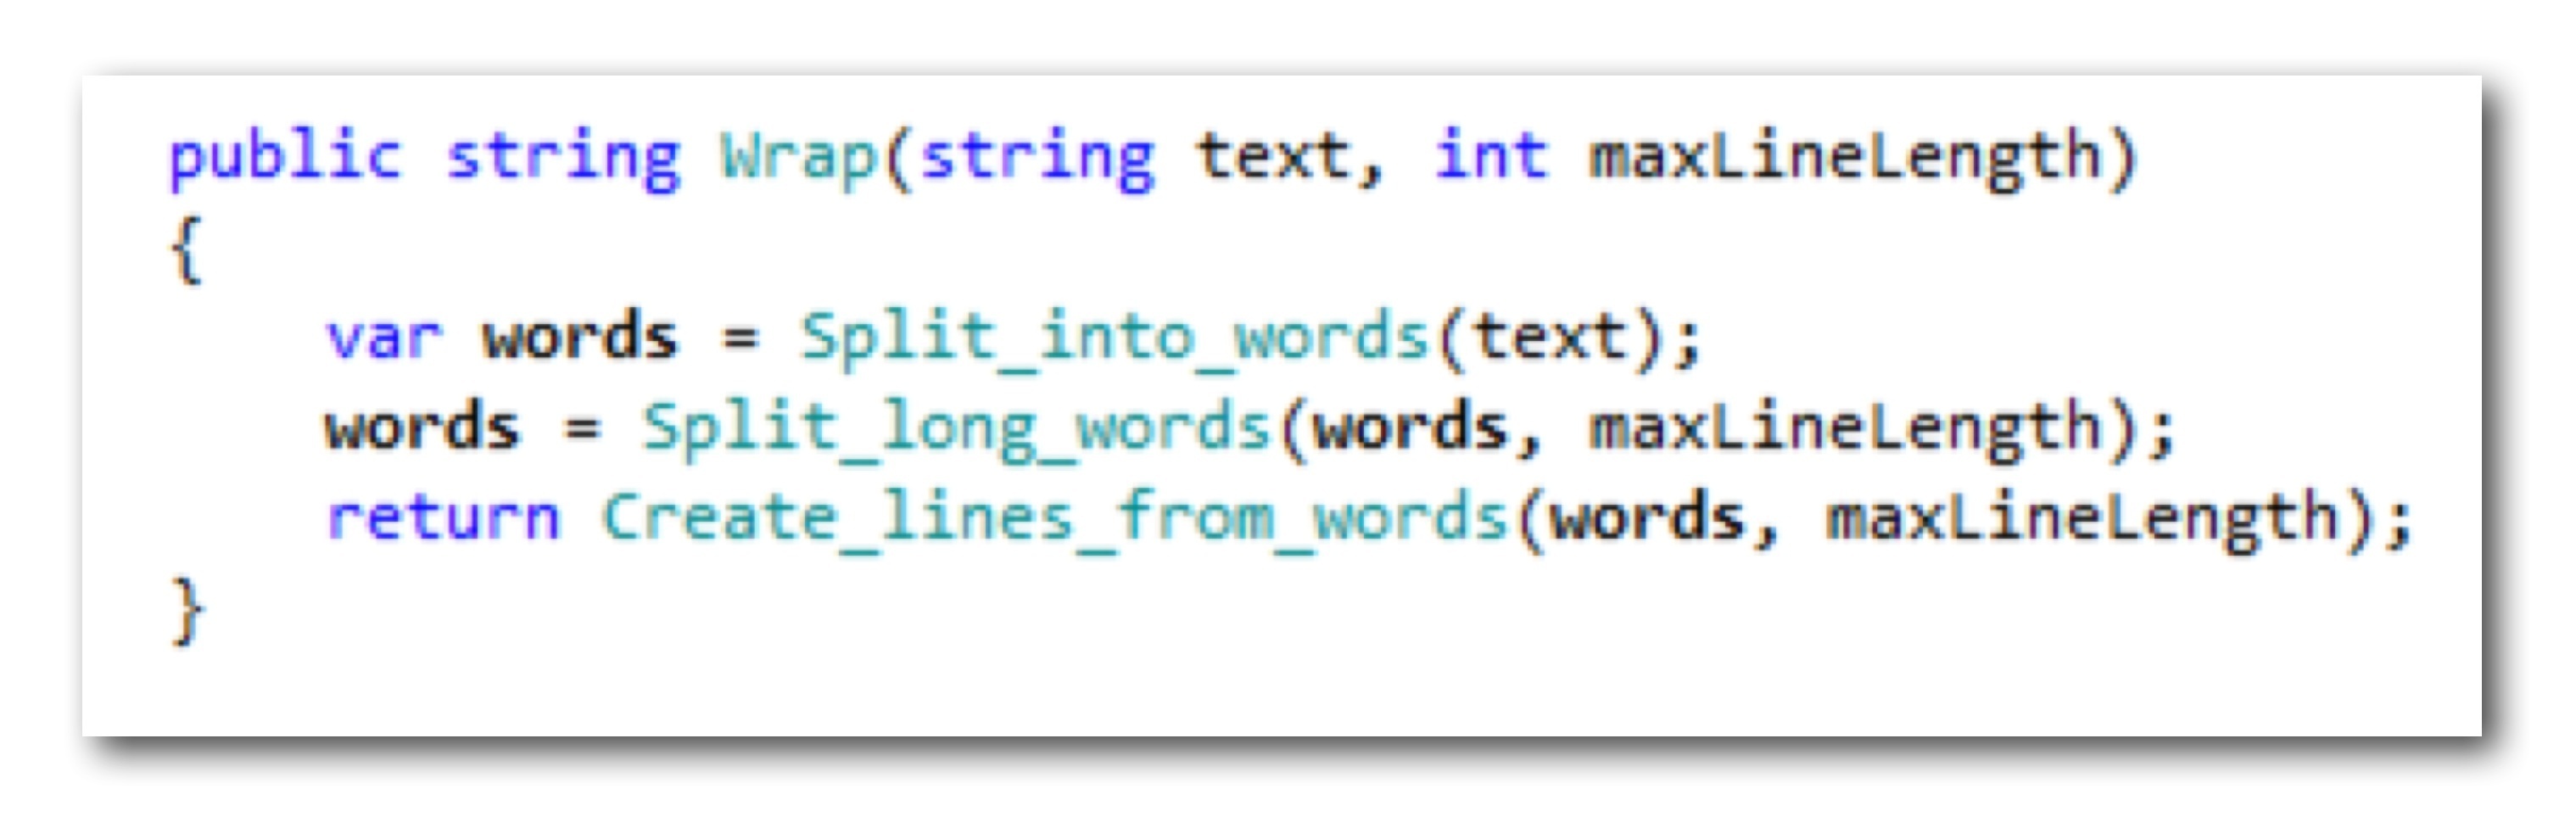 public string Wrap(string text, int maxLineLength)
{
    var words = Split_into_words(text);
    words = Split_long_words(words, maxLineLength);
    return Create_lines_from_words(words, maxLineLength);
}